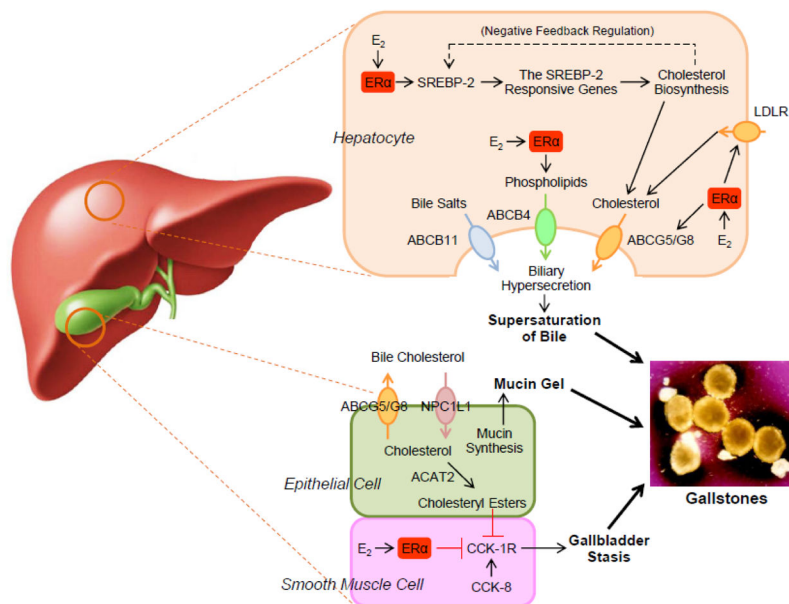 (Negative Feedback Regulation)
E2
ERα
SREBP-2
The SREBP-2
Responsive Genes
Cholesterol
Biosynthesis
LDLR
Hepatocyte
E2
ERα
Phospholipids
Bile Salts
ABCB4
Cholesterol
ERα
ABCB11
ABCG5/G8
E2
Biliary
Hypersecretion
Supersaturation
of Bile
Bile Cholesterol
ABCG5/G8
NPC1L1
Mucin Gel
Mucin
Synthesis
Cholesterol
ACAT2
Epithelial Cell
Cholesteryl Esters
Gallstones
E2
ERα
CCK-1R
Gallbladder
Stasis
Smooth Muscle Cell
CCK-8